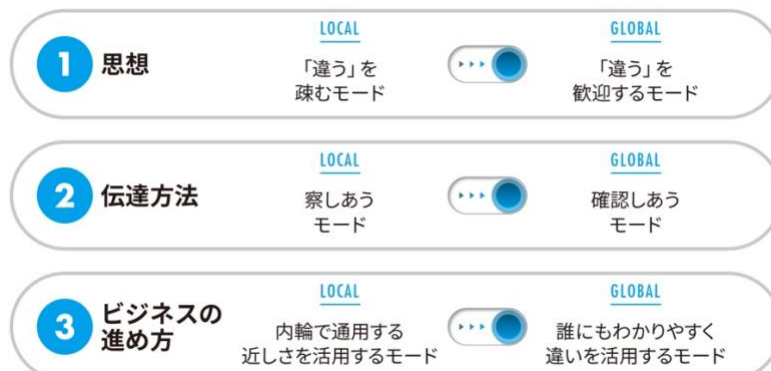 LOCAL
GLOBAL
1 思想
「違う」を
疎むモード
「違う」を
歓迎するモード
LOCAL
GLOBAL
2 伝達方法
察しあう
モード
確認しあう
モード
LOCAL
GLOBAL
3 ビジネスの
進め方
内輪で通用する
近しさを活用するモード
誰にもわかりやすく
違いを活用するモード